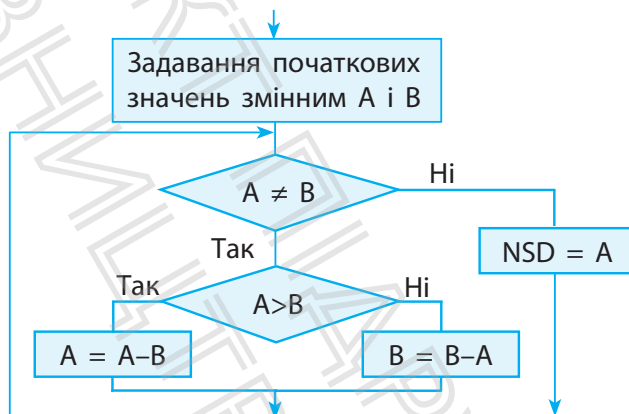 Задавання початкових
значень змінним A і B
A ≠ B
Ні
Так
NSD = A
Так
A>B
Ні
A = A–B
B = B–A